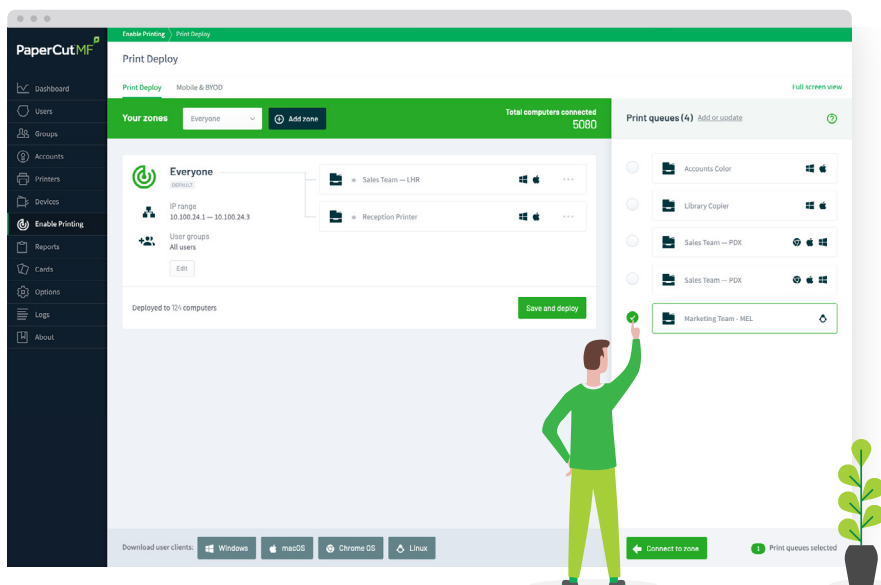 Enable Printing Print Deploy
PaperCutMF
Print Deploy
Print Deploy Mobile & BYOD Full screen view
Dashboard
Users
Groups
Accounts
Printers
Devices
Enable Printing
Reports
Cards
Options
Logs
About
Your zones Everyone Add zone
Total computers connected
5080
Everyone
DEFAULT
IP range
10.100.24.1 — 10.100.24.3
User groups
All users
Edit
Sales Team — LHR
Reception Printer
Deployed to 124 computers
Save and deploy
Print queues (4) Add or update
Accounts Color
Library Copier
Sales Team — PDX
Sales Team — PDX
Marketing Team - MEL
Download user clients: Windows macOS Chrome OS Linux
Connect to zone
1 Print queues selected